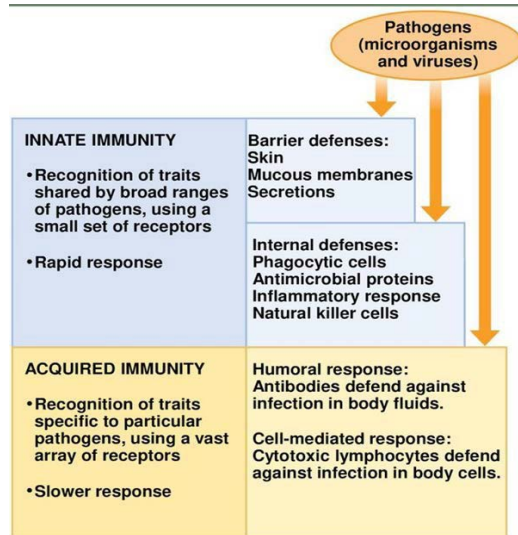 Pathogens
(microorganisms
and viruses)
INNATE IMMUNITY
•Recognition of traits
shared by broad ranges
of pathogens, using a
small set of receptors
•Rapid response
Barrier defenses:
Skin
Mucous membranes
Secretions
Internal defenses:
Phagocytic cells
Antimicrobial proteins
Inflammatory response
Natural killer cells
ACQUIRED IMMUNITY
•Recognition of traits
specific to particular
pathogens, using a vast
array of receptors
•Slower response
Humoral response:
Antibodies defend against
infection in body fluids.
Cell-mediated response:
Cytotoxic lymphocytes defend
against infection in body cells.